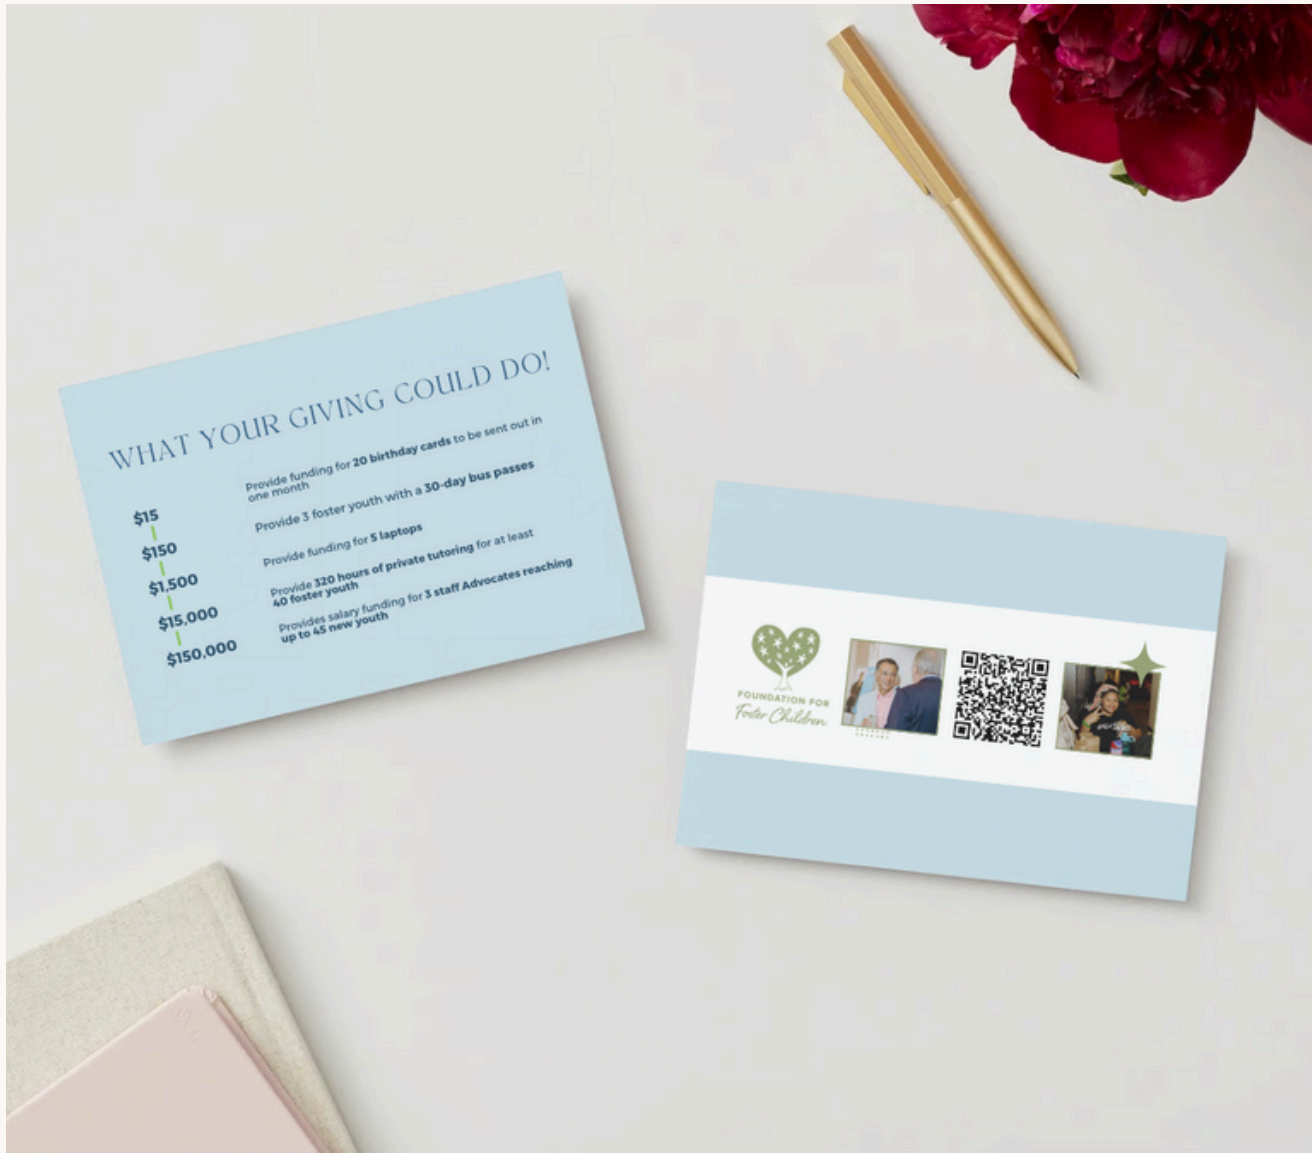 WHAT YOUR GIVING COULD DO!
$15
Provide funding for 20 birthday cards to be sent out in
one month
$150
Provide 3 foster youth with a 30-day bus passes
$1,500
Provide funding for 5 laptops
$15,000
Provide 320 hours of private tutoring for at least
40 foster youth
$150,000
Provides salary funding for 3 staff Advocates reaching
up to 45 new youth
FOUNDATION FOR
Foster Children